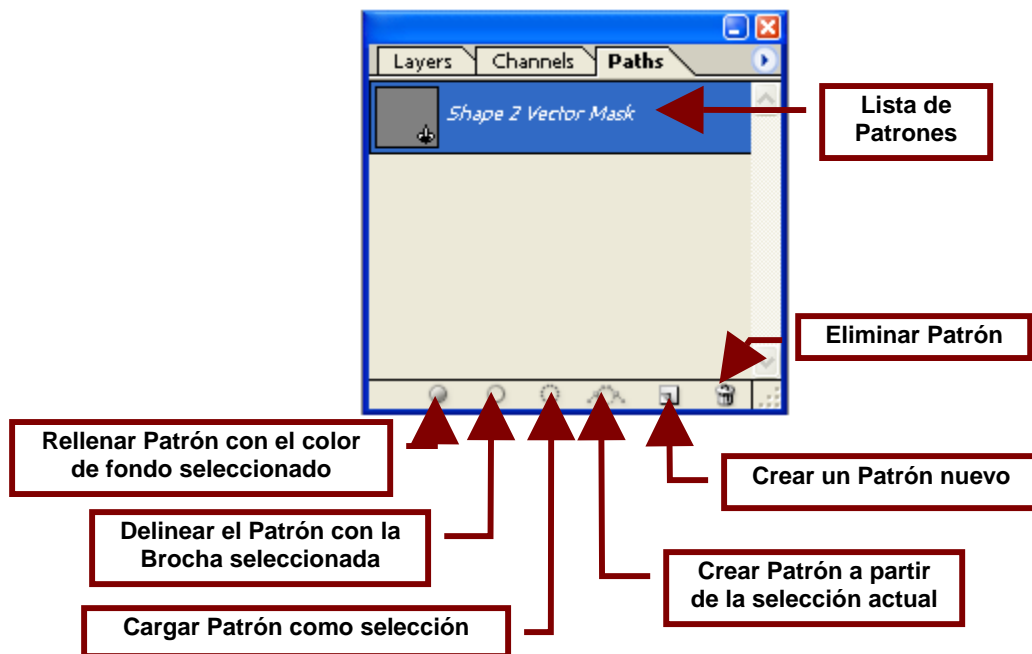 Layers Channels Paths
Shape 2 Vector Mask
Lista de
Patrones
Eliminar Patrón
Rellenar Patrón con el color
de fondo seleccionado
Crear un Patrón nuevo
Delinear el Patrón con la
Brocha seleccionada
Crear Patrón a partir
de la selección actual
Cargar Patrón como selección